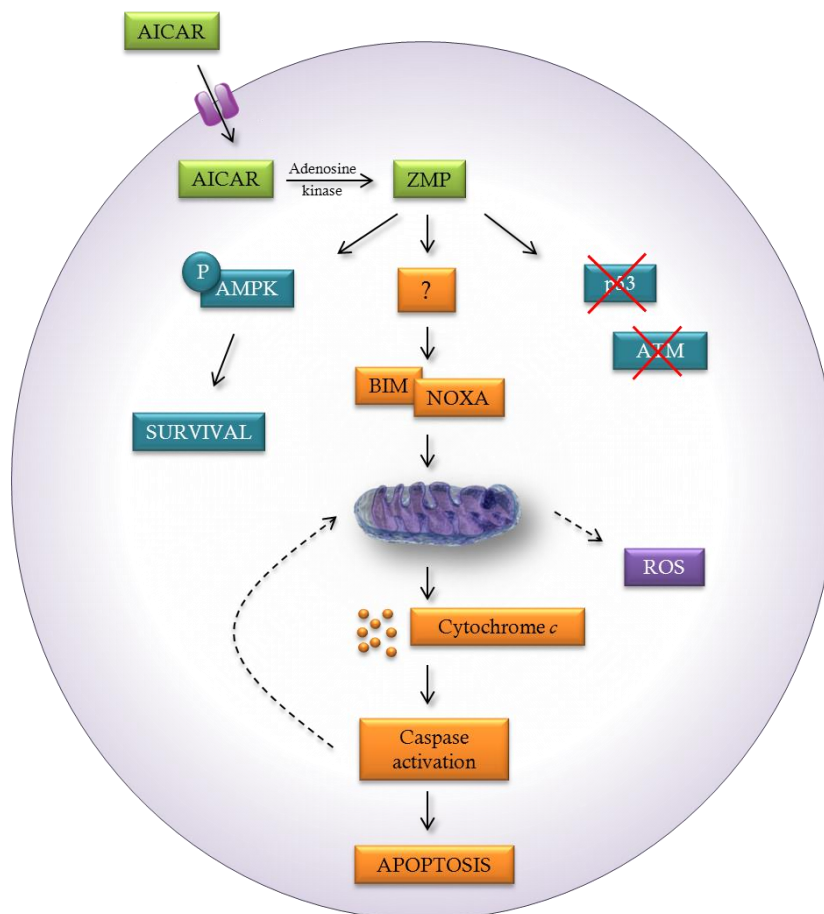 AICAR
AICAR
Adenosine
kinase
ZMP
P
AMPK
?
p53
ATM
BIM
NOXA
SURVIVAL
ROS
Cytochrome c
Caspase
activation
APOPTOSIS